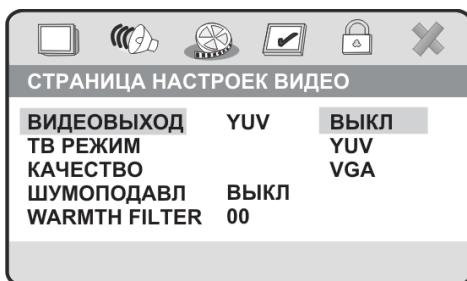 СТРАНИЦА НАСТРОЕК ВИДЕО
ВИДЕОВЫХОД YUV ВЫКЛ
ТВ РЕЖИМ YUV
КАЧЕСТВО VGA
ШУМОПОДАВЛ ВЫКЛ
WARMTH FILTER 00